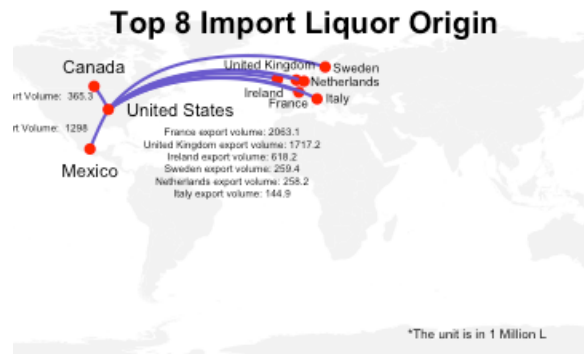 Top 8 Import Liquor Origin
Canada
United Kingdom
Sweden
Netherlands
rt Volume: 365.3
Ireland
France
Italy
United States
rt Volume: 1298
Mexico
France export volume: 2063.1
United Kingdom export volume: 1717.2
Ireland export volume: 618.2
Sweden export volume: 259.4
Netherlands export volume: 258.2
Italy export volume: 144.9
*The unit is in 1 Million L